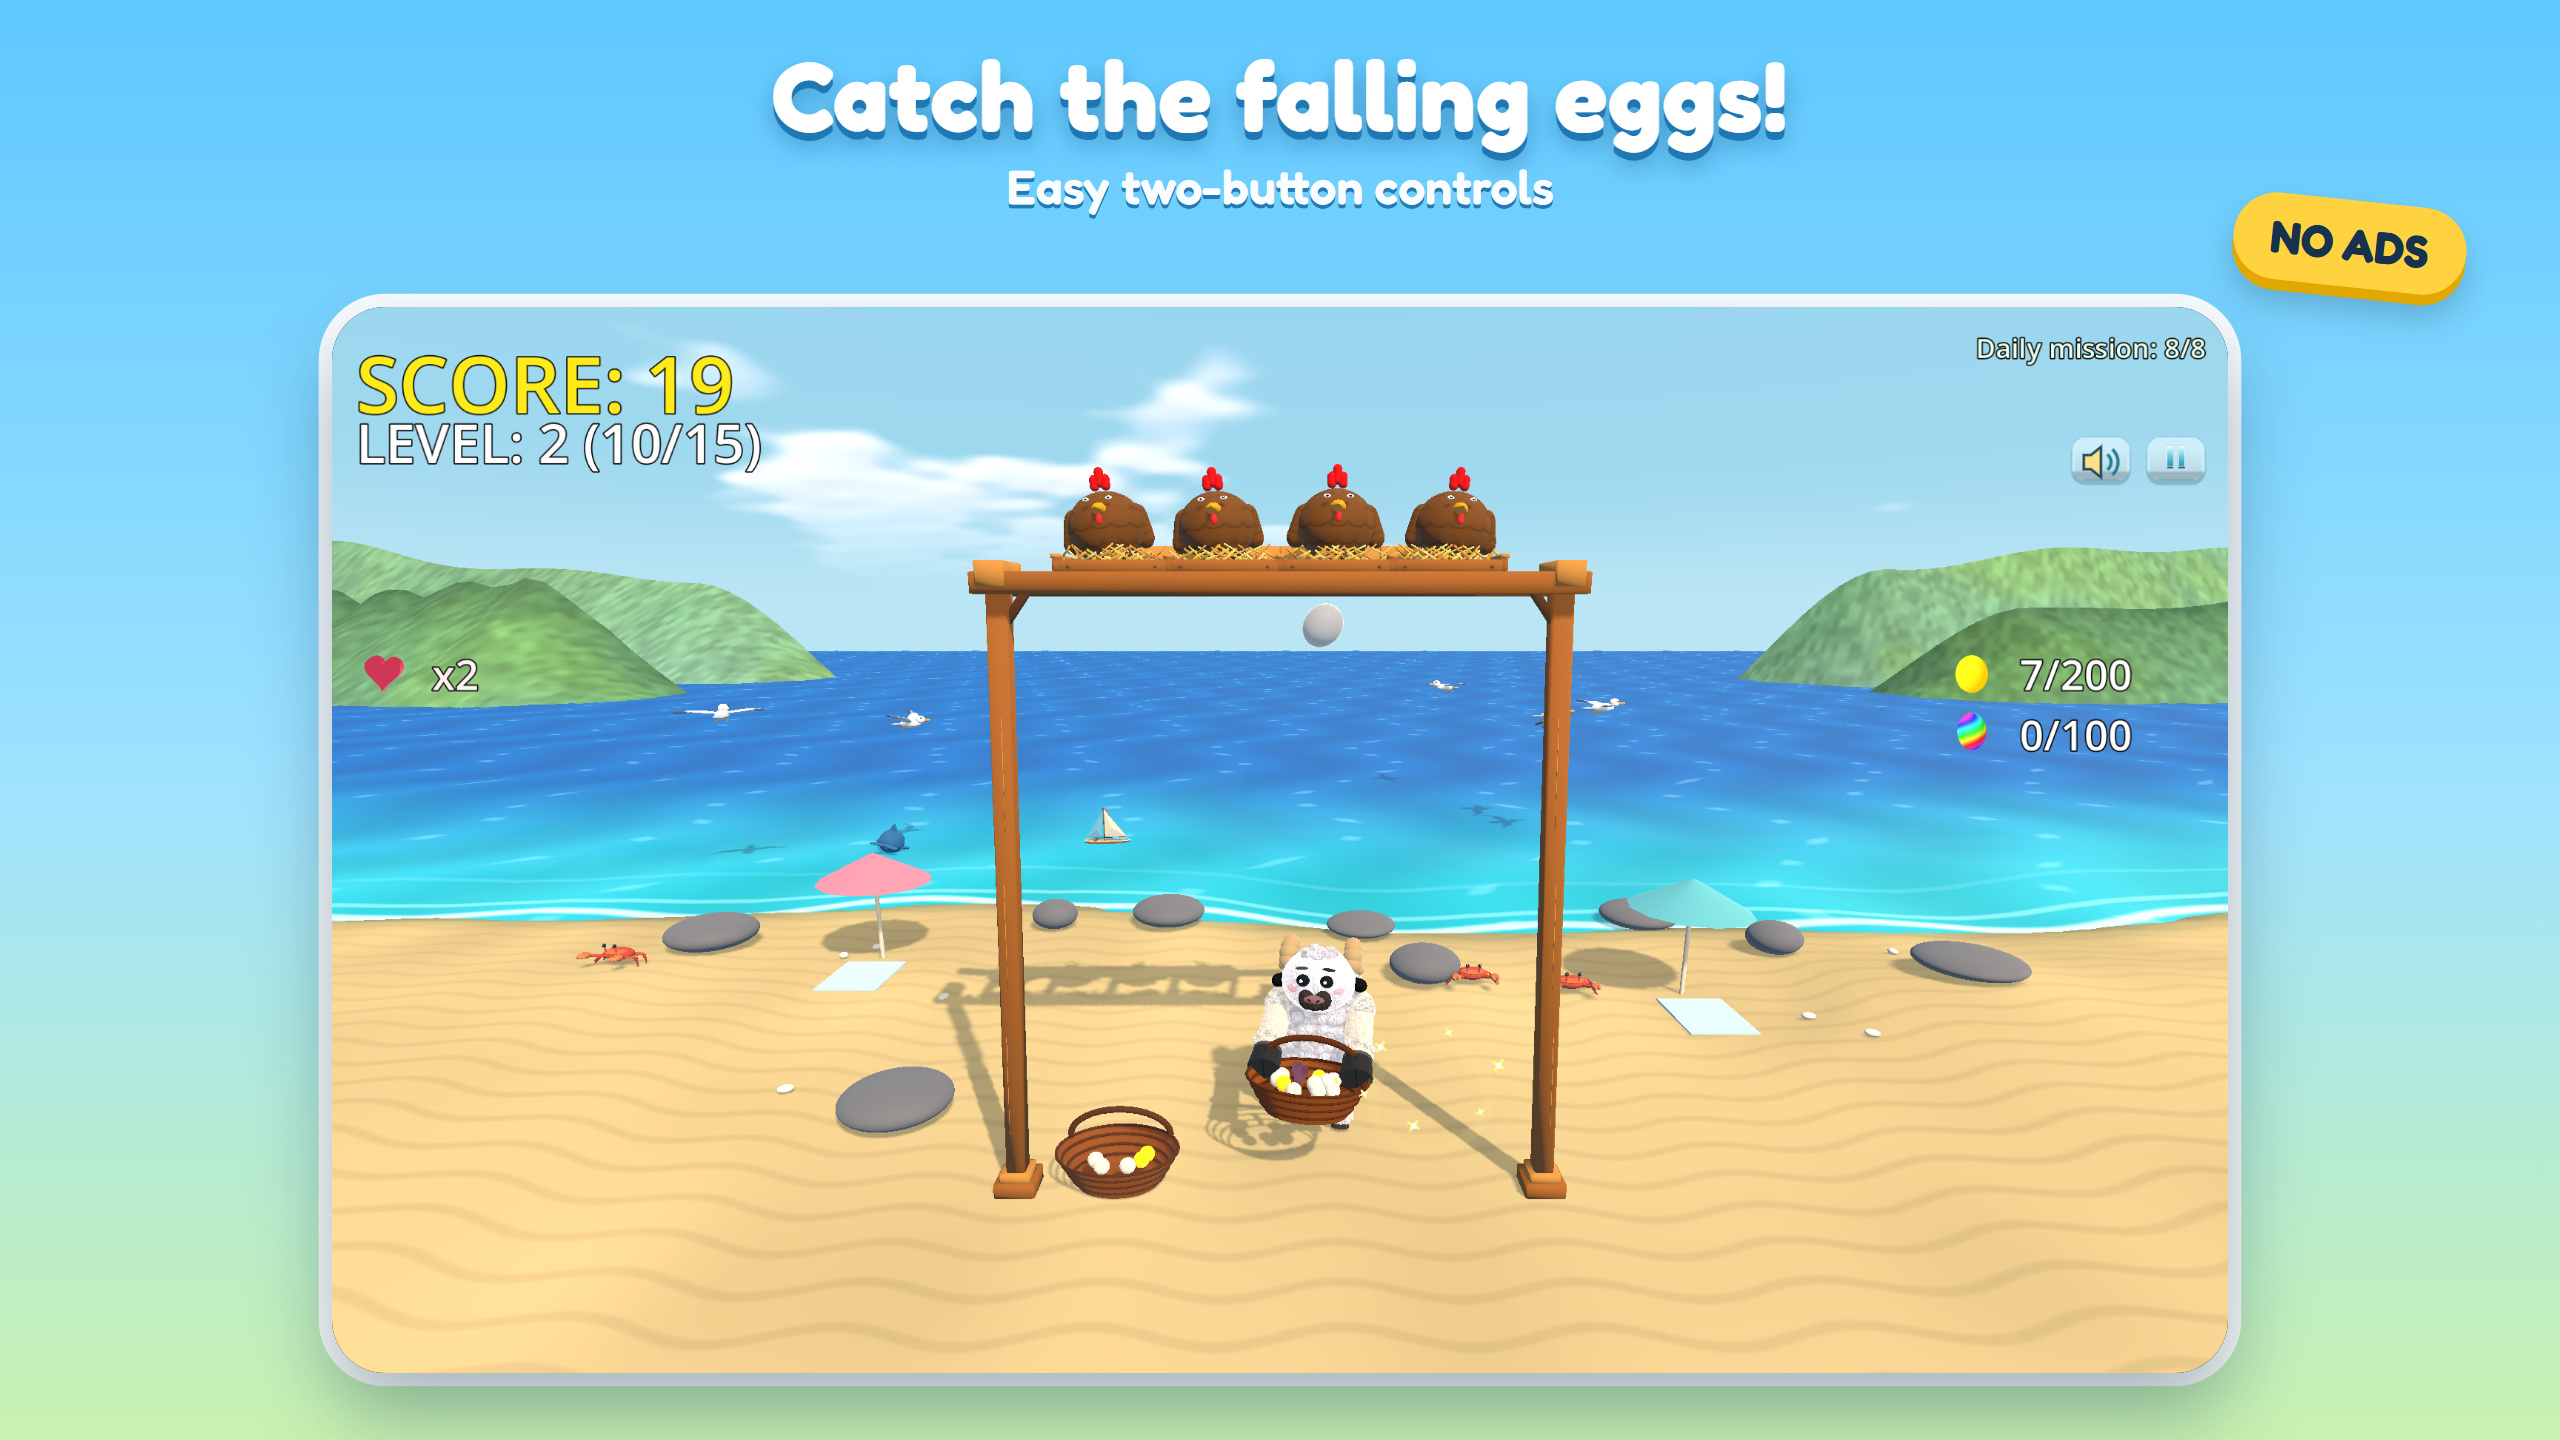 Catch the falling eggs!
Easy two-button controls
NO ADS
SCORE: 19
LEVEL: 2 (10/15)
Daily mission: 8/8
x2
7/200
0/100